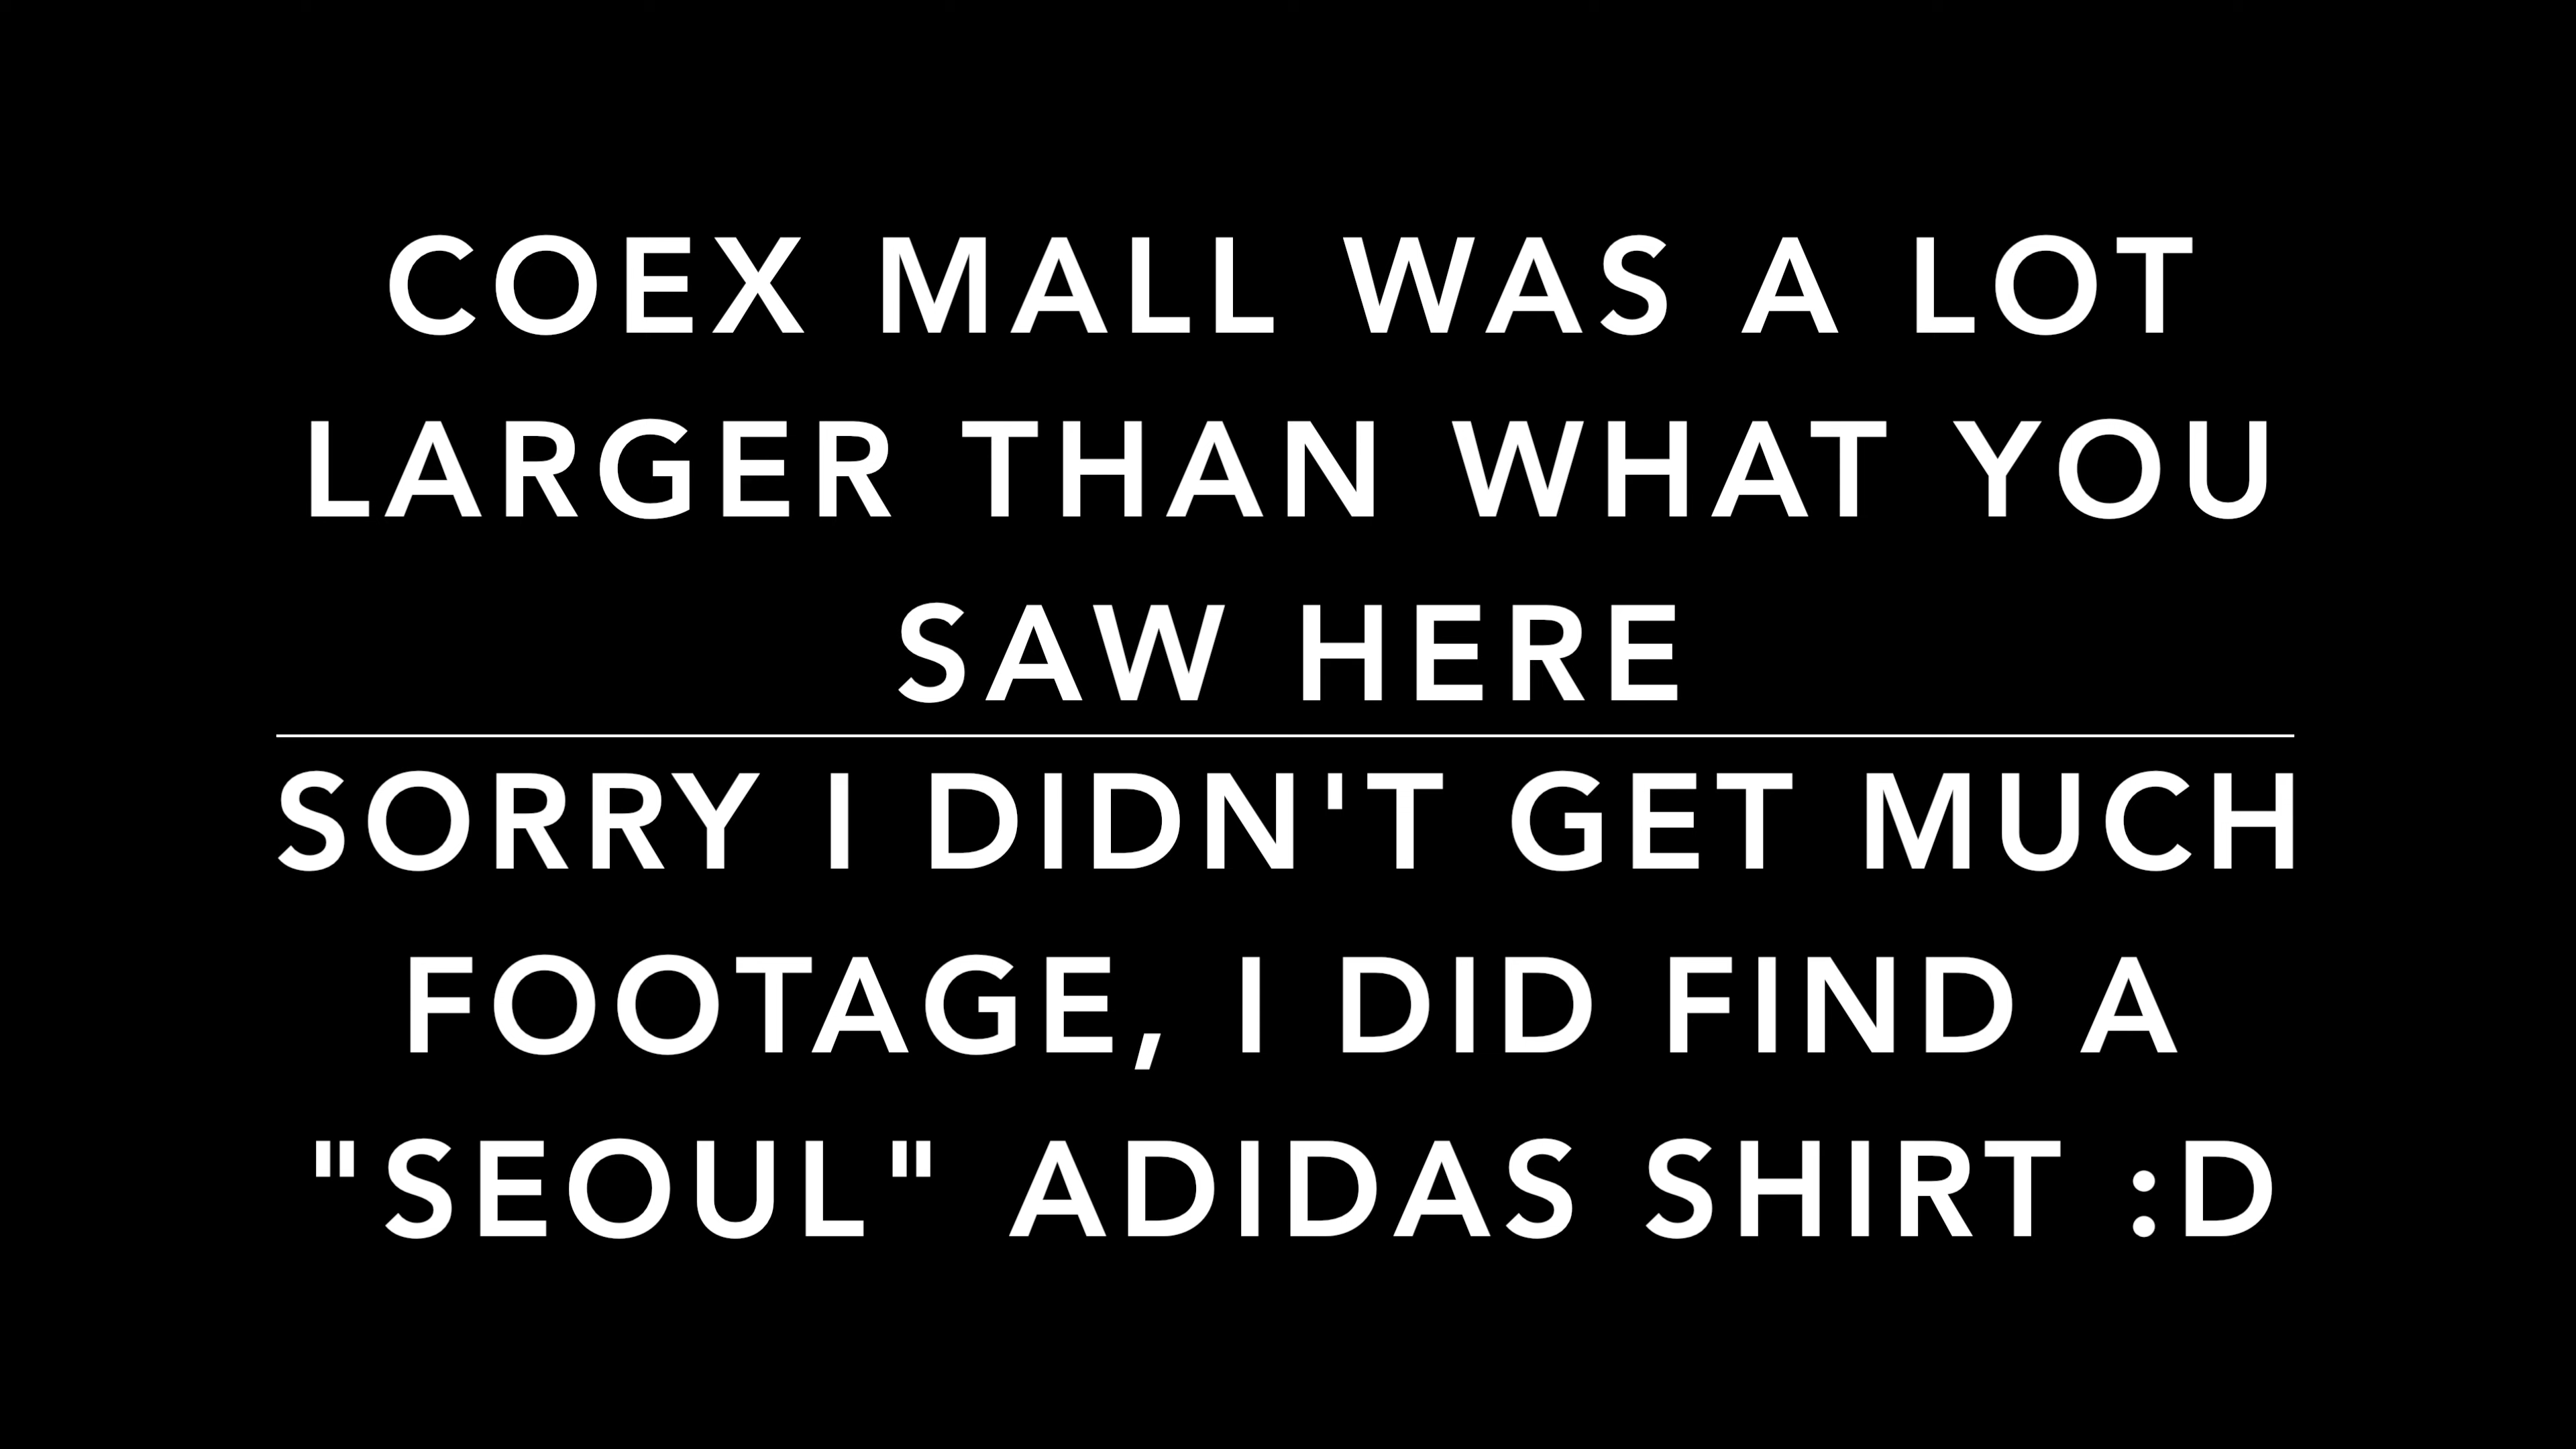 COEX MALL WAS A LOT
LARGER THAN WHAT YOU
SAW HERE
SORRY I DIDN'T GET MUCH
FOOTAGE, I DID FIND A
"SEOUL" ADIDAS SHIRT :D